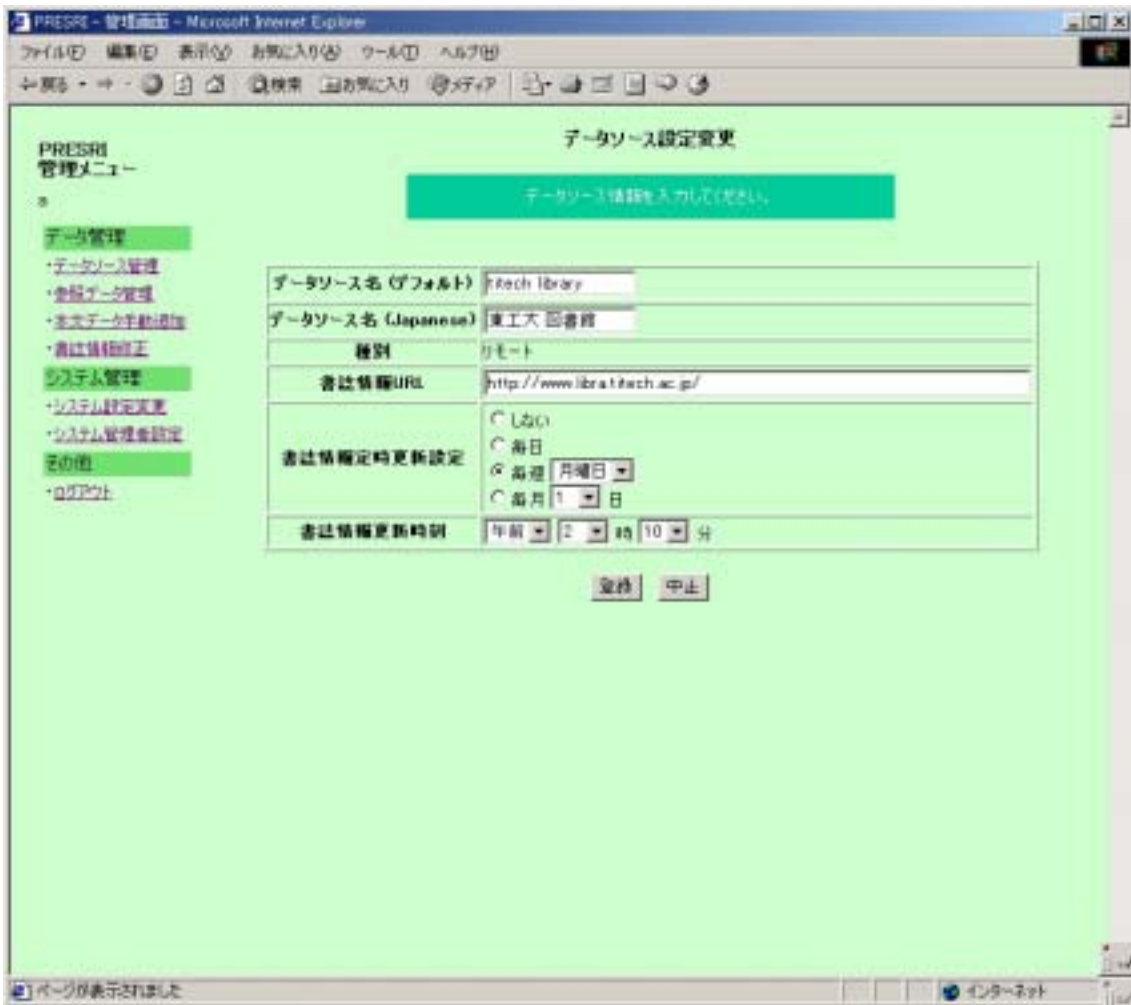 PRESRI - 管理画面 - Microsoft Internet Explorer
ファイル(F) 編集(E) 表示(V) お気に入り(A) ツール(T) ヘルプ(H)
戻る 検索 お気に入り メディア
PRESRI
管理メニュー
データ管理
・データソース管理
・参照データ管理
・本文データ手動追加
・書誌情報修正
システム管理
・システム設定変更
・システム管理者設定
その他
・ログアウト
データソース設定変更
データソース情報を入力してください。
データソース名 (デフォルト) titech library
データソース名 (Japanese) 東工大 図書館
種別 リモート
書誌情報URL http://www.libra.titech.ac.jp/
書誌情報定時更新設定
しない
毎日
毎週 月曜日
毎月 1 日
書誌情報更新時刻 午前 2 時 10 分
登録 中止
ページが表示されました インターネット